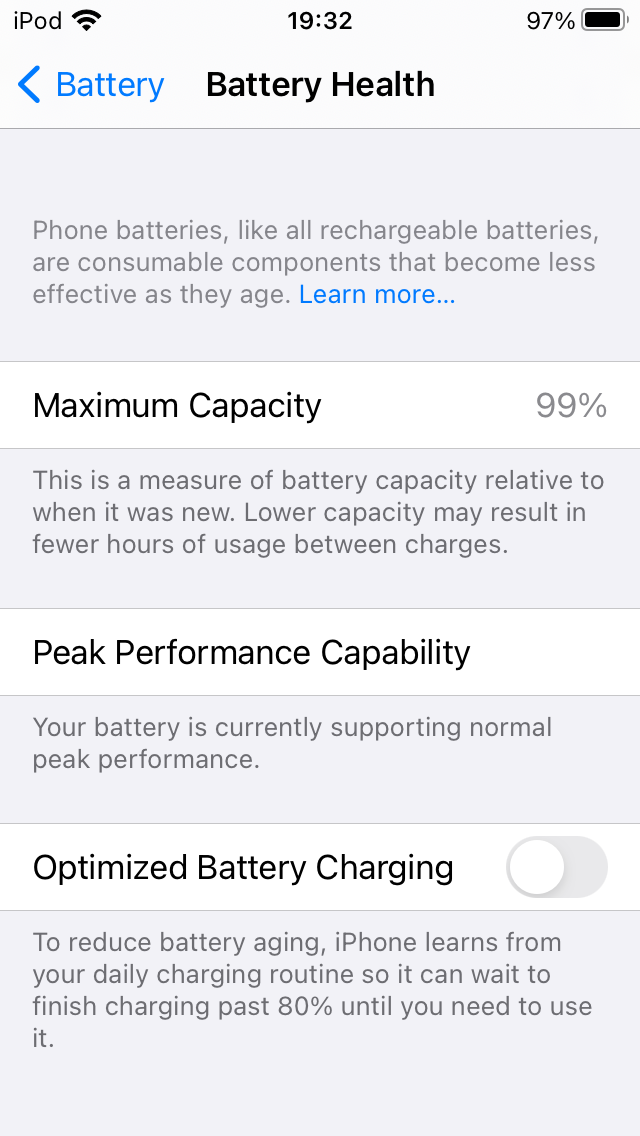 iPod 19:32 97%
Battery Battery Health
Phone batteries, like all rechargeable batteries,
are consumable components that become less
effective as they age. Learn more...
Maximum Capacity 99%
This is a measure of battery capacity relative to
when it was new. Lower capacity may result in
fewer hours of usage between charges.
Peak Performance Capability
Your battery is currently supporting normal
peak performance.
Optimized Battery Charging
To reduce battery aging, iPhone learns from
your daily charging routine so it can wait to
finish charging past 80% until you need to use
it.